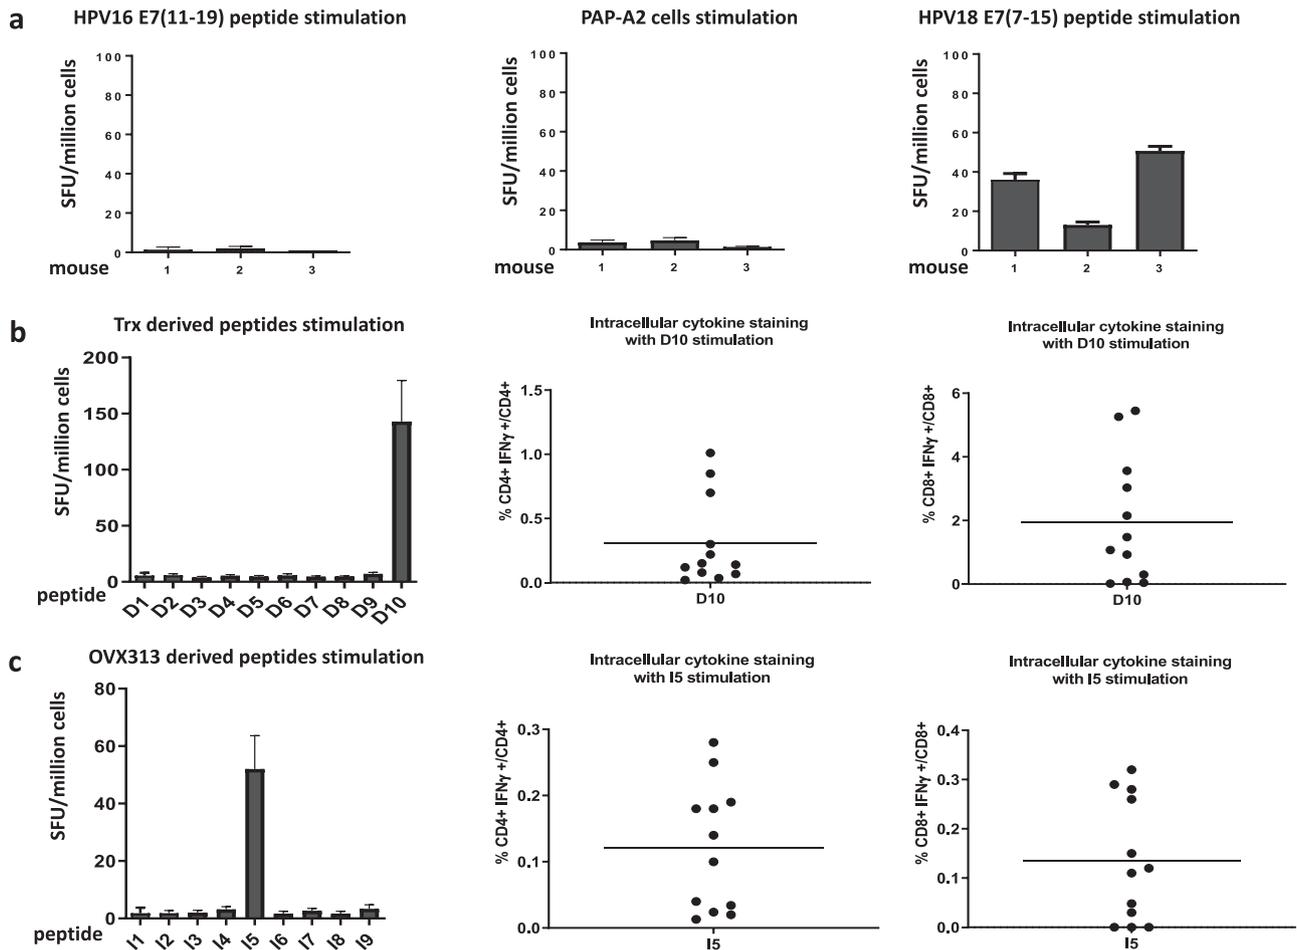 a
HPV16 E7(11-19) peptide stimulation
SFU/million cells
100
80
60
40
20
0
mouse
1 2 3
PAP-A2 cells stimulation
SFU/million cells
100
80
60
40
20
0
1 2 3
HPV18 E7(7-15) peptide stimulation
SFU/million cells
100
80
60
40
20
0
mouse
1 2 3
b
Trx derived peptides stimulation
SFU/million cells
200
150
100
50
0
peptide
D1 D2 D3 D4 D5 D6 D7 D8 D9 D10
Intracellular cytokine staining
with D10 stimulation
% CD4+ IFNγ +/CD4+
1.5
1.0
0.5
0.0
D10
Intracellular cytokine staining
with D10 stimulation
% CD8+ IFNγ +/CD8+
6
4
2
0
D10
c
OVX313 derived peptides stimulation
SFU/million cells
80
60
40
20
0
peptide
I1 I2 I3 I4 I5 I6 I7 I8 I9
Intracellular cytokine staining
with I5 stimulation
% CD4+ IFNγ +/CD4+
0.3
0.2
0.1
0.0
I5
Intracellular cytokine staining
with I5 stimulation
% CD8+ IFNγ +/CD8+
0.4
0.3
0.2
0.1
0.0
I5